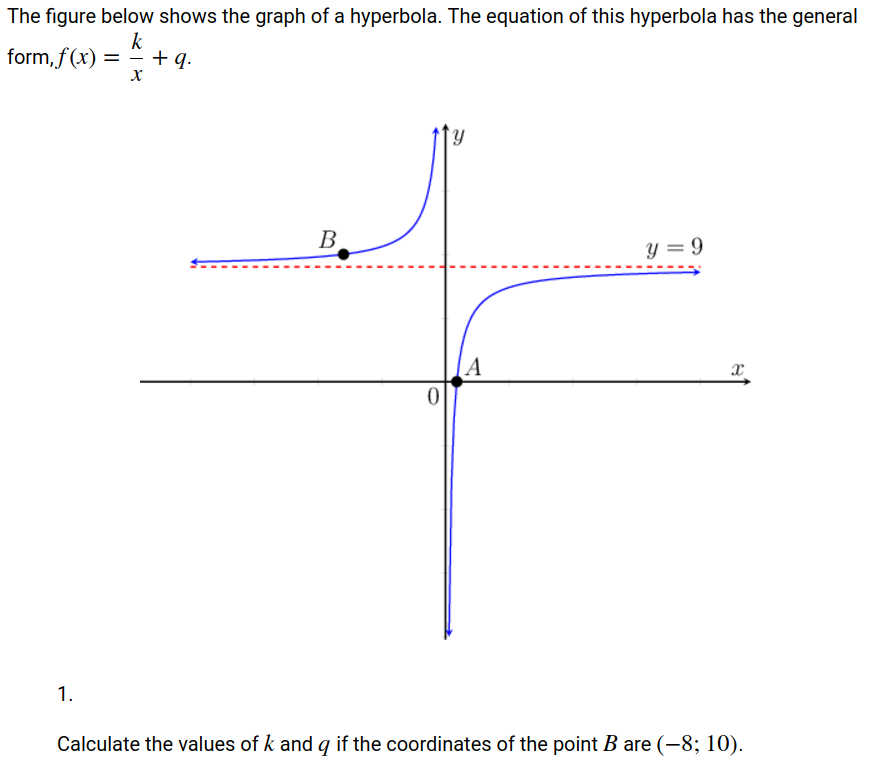 The figure below shows the graph of a hyperbola. The equation of this hyperbola has the general
form, f(x) = k/x + q.
y
B
y = 9
A
x
0
1.
Calculate the values of k and q if the coordinates of the point B are (−8; 10).